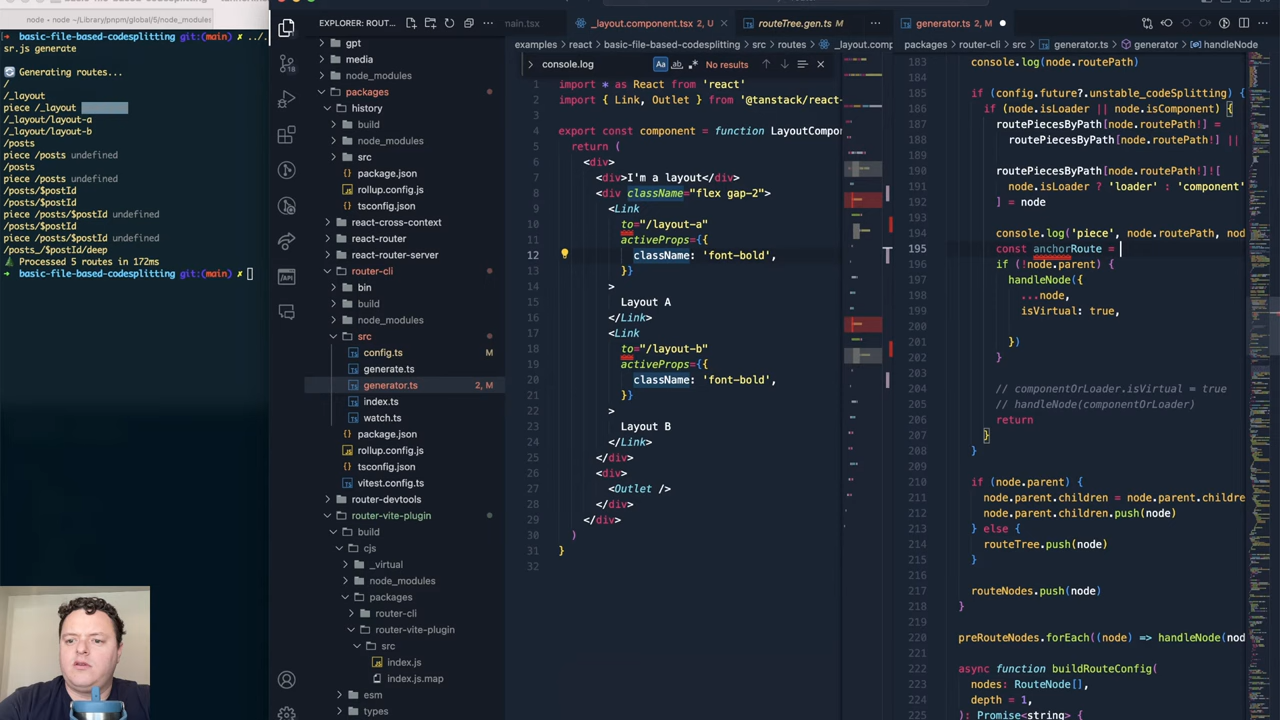 node • node ~/Library/pnpm/global/5/node_modules
➜ basic-file-based-codesplitting git:(main) ✗ ../.
sr.js generate
🔄 Generating routes...
/
/_layout
piece /_layout
/_layout/layout-a
/_layout/layout-b
/posts
piece /posts undefined
/posts
piece /posts undefined
/posts/$postId
piece /posts/$postId undefined
/posts/$postId
piece /posts/$postId undefined
/posts_/$postId/deep
Processed 5 routes in 172ms
➜ basic-file-based-codesplitting git:(main) ✗
EXPLORER: ROUT...
gpt
media
node_modules
packages
history
build
node_modules
src
package.json
rollup.config.js
tsconfig.json
react-cross-context
react-router
react-router-server
router-cli
bin
build
node_modules
src
config.ts M
generate.ts
generator.ts 2, M
index.ts
watch.ts
package.json
rollup.config.js
tsconfig.json
vitest.config.ts
router-devtools
router-vite-plugin
build
cjs
_virtual
node_modules
packages
router-cli
router-vite-plugin
src
index.js
index.js.map
esm
types
main.tsx
_layout.component.tsx 2, U
routeTree.gen.ts M
examples > react > basic-file-based-codesplitting > src > routes > _layout.comp
console.log
Aa ab .* No results
1 import * as React from 'react'
2 import { Link, Outlet } from '@tanstack/react-
3
4 export const component = function LayoutCompon
5 return (
6 <div>
7 <div>I'm a layout</div>
8 <div className="flex gap-2">
9 <Link
10 to="/layout-a"
11 activeProps={{
12 className: 'font-bold',
13 }}
14 >
15 Layout A
16 </Link>
17 <Link
18 to="/layout-b"
19 activeProps={{
20 className: 'font-bold',
21 }}
22 >
23 Layout B
24 </Link>
25 </div>
26 <div>
27 <Outlet />
28 </div>
29 </div>
30 )
31 }
32
generator.ts 2, M
packages > router-cli > src > generator.ts > generator > handleNode
183 console.log(node.routePath)
184
185 if (config.future?.unstable_codeSplitting) {
186 if (node.isLoader || node.isComponent) {
187 routePiecesByPath[node.routePath!] =
188 routePiecesByPath[node.routePath!] ||
189
190 routePiecesByPath[node.routePath!]![
191 node.isLoader ? 'loader' : 'component'
192 ] = node
193
194 console.log('piece', node.routePath, nod
195 const anchorRoute =
196 if (!node.parent) {
197 handleNode({
198 ...node,
199 isVirtual: true,
200
201 })
202 }
203
204 // componentOrLoader.isVirtual = true
205 // handleNode(componentOrLoader)
206 return
207 }
208 }
209
210 if (node.parent) {
211 node.parent.children = node.parent.childre
212 node.parent.children.push(node)
213 } else {
214 routeTree.push(node)
215 }
216
217 routeNodes.push(node)
218 }
219
220 preRouteNodes.forEach((node) => handleNode(nod
221
222 async function buildRouteConfig(
223 nodes: RouteNode[],
224 depth = 1,
225 ): Promise<string> {